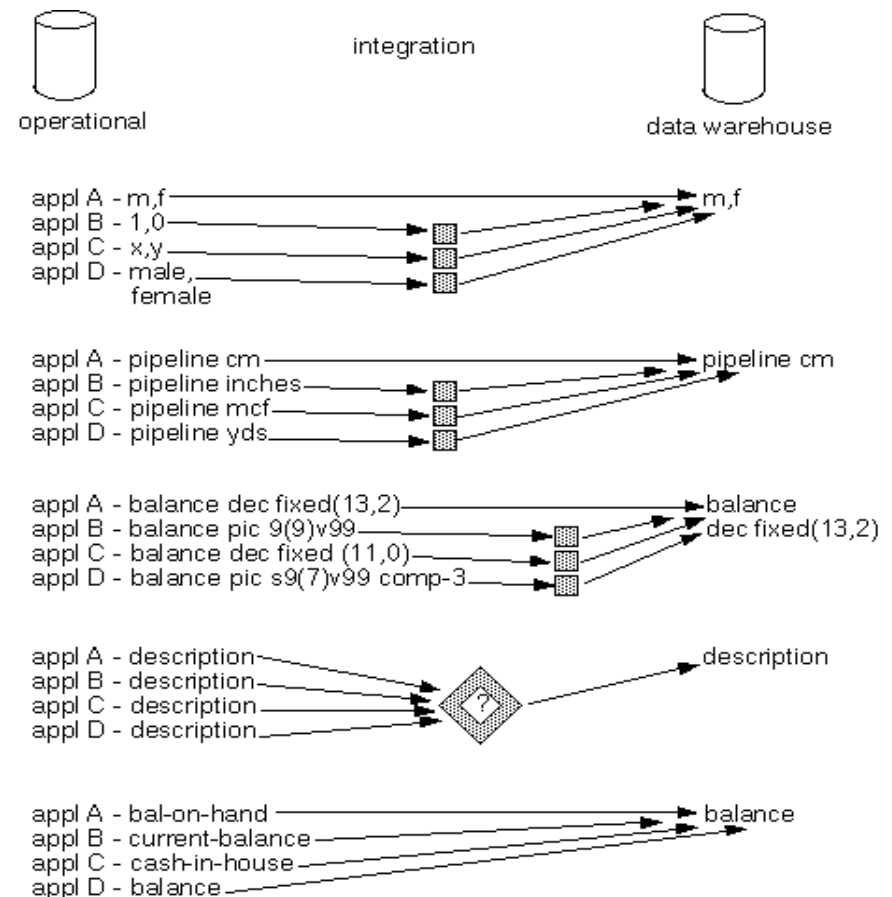 integration
operational
data warehouse
appl A - m,f
m,f
appl B - 1,0
appl C - x,y
appl D - male,
female
appl A - pipeline cm
pipeline cm
appl B - pipeline inches
appl C - pipeline mcf
appl D - pipeline yds
appl A - balance dec fixed(13,2)
balance
appl B - balance pic 9(9)v99
dec fixed(13,2)
appl C - balance dec fixed (11,0)
appl D - balance pic s9(7)v99 comp-3
appl A - description
description
appl B - description
?
appl C - description
appl D - description
appl A - bal-on-hand
balance
appl B - current-balance
appl C - cash-in-house
appl D - balance